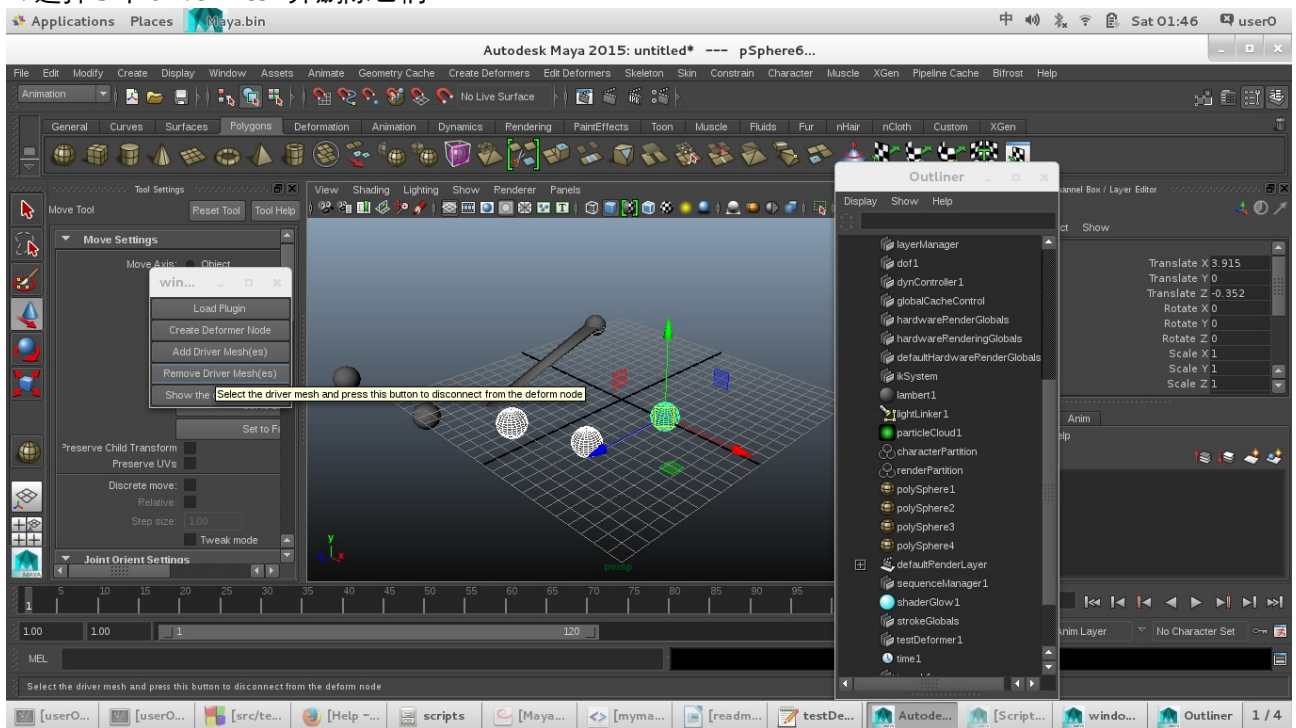 Applications Places Maya.bin
中 Sat 01:46 userO
Autodesk Maya 2015: untitled* --- pSphere6...
File Edit Modify Create Display Window Assets Animate Geometry Cache Create Deformers Edit Deformers Skeleton Skin Constrain Character Muscle XGen Pipeline Cache Bifrost Help
Animation No Live Surface
General Curves Surfaces Polygons Deformation Animation Dynamics Rendering PaintEffects Toon Muscle Fluids Fur nHair nCloth Custom XGen
Tool Settings
Move Tool Reset Tool Tool Help
Move Settings
Move Axis: Object
win...
Load Plugin
Create Deformer Node
Add Driver Mesh(es)
Remove Driver Mesh(es)
Show the
Select the driver mesh and press this button to disconnect from the deform node
Preserve Child Transform
Preserve UVs
Discrete move:
Relative:
Step size: 1.00
Tweak mode
Joint Orient Settings
View Shading Lighting Show Renderer Panels
y
x
persp
Outliner
Display Show Help
layerManager
dof1
dynController1
globalCacheControl
hardwareRenderGlobals
hardwareRenderingGlobals
defaultHardwareRenderGlobals
ikSystem
lambert1
lightLinker1
particleCloud1
characterPartition
renderPartition
polySphere1
polySphere2
polySphere3
polySphere4
defaultRenderLayer
sequenceManager1
shaderGlow1
strokeGlobals
testDeformer1
time1
annel Box / Layer Editor
ct Show
Translate X 3.915
Translate Y 0
Translate Z -0.352
Rotate X 0
Rotate Y 0
Rotate Z 0
Scale X 1
Scale Y 1
Scale Z 1
Anim
elp
1 5 10 15 20 25 30 35 40 45 50 55 60 65 70 75 80 85 90 95
1.00 1.00 1 120
Anim Layer No Character Set
MEL
Select the driver mesh and press this button to disconnect from the deform node
[userO... [userO... [src/te... [Help -... scripts [Maya... [myma... [readm... testDe... Autode... [Script... windo... Outliner 1 / 4